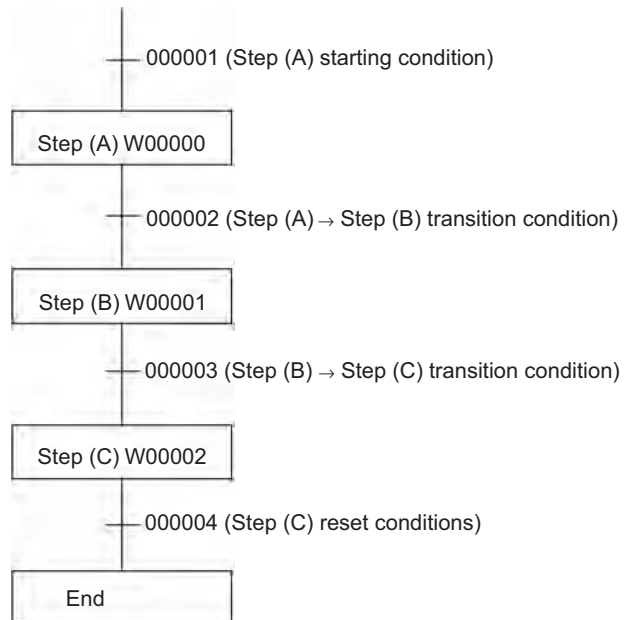 000001 (Step (A) starting condition)
Step (A) W00000
000002 (Step (A) → Step (B) transition condition)
Step (B) W00001
000003 (Step (B) → Step (C) transition condition)
Step (C) W00002
000004 (Step (C) reset conditions)
End